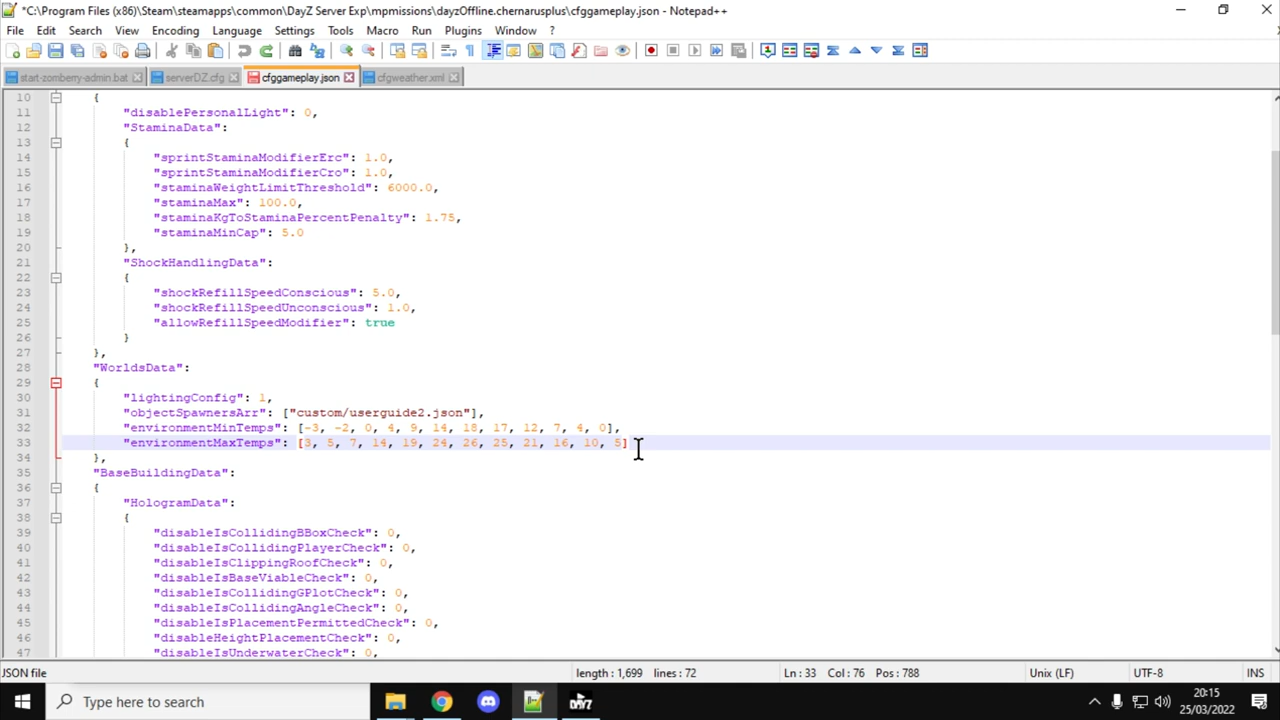 *C:\Program Files (x86)\Steam\steamapps\common\DayZ Server Exp\mpmissions\dayzOffline.chernarusplus\cfggameplay.json - Notepad++
File Edit Search View Encoding Language Settings Tools Macro Run Plugins Window ?
start-zomberry-admin.bat serverDZ.cfg cfggameplay.json cfgweather.xml
10 {
11 "disablePersonalLight": 0,
12 "StaminaData":
13 {
14 "sprintStaminaModifierErc": 1.0,
15 "sprintStaminaModifierCro": 1.0,
16 "staminaWeightLimitThreshold": 6000.0,
17 "staminaMax": 100.0,
18 "staminaKgToStaminaPercentPenalty": 1.75,
19 "staminaMinCap": 5.0
20 },
21 "ShockHandlingData":
22 {
23 "shockRefillSpeedConscious": 5.0,
24 "shockRefillSpeedUnconscious": 1.0,
25 "allowRefillSpeedModifier": true
26 }
27 },
28 "WorldsData":
29 {
30 "lightingConfig": 1,
31 "objectSpawnersArr": ["custom/userguide2.json"],
32 "environmentMinTemps": [-3, -2, 0, 4, 9, 14, 18, 17, 12, 7, 4, 0],
33 "environmentMaxTemps": [3, 5, 7, 14, 19, 24, 26, 25, 21, 16, 10, 5]
34 },
35 "BaseBuildingData":
36 {
37 "HologramData":
38 {
39 "disableIsCollidingBBoxCheck": 0,
40 "disableIsCollidingPlayerCheck": 0,
41 "disableIsClippingRoofCheck": 0,
42 "disableIsBaseViableCheck": 0,
43 "disableIsCollidingGPlotCheck": 0,
44 "disableIsCollidingAngleCheck": 0,
45 "disableIsPlacementPermittedCheck": 0,
46 "disableHeightPlacementCheck": 0,
47 "disableIsUnderwaterCheck": 0,
JSON file length : 1,699 lines : 72 Ln : 33 Col : 76 Pos : 788 Unix (LF) UTF-8 INS
Type here to search
DAYZ
20:15
25/03/2022